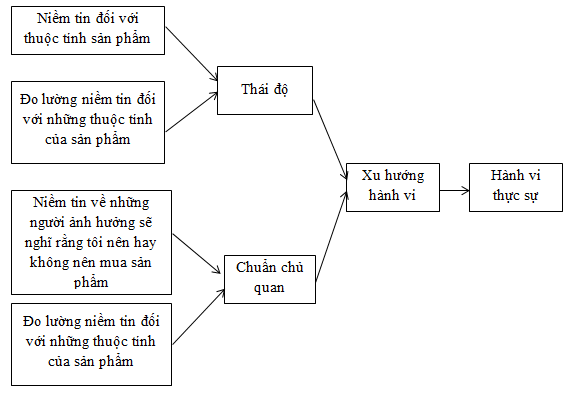 Niềm tin đối với
thuộc tính sản phẩm
Đo lường niềm tin đối
với những thuộc tính
của sản phẩm
Thái độ
Xu hướng
hành vi
Hành vi
thực sự
Niềm tin về những
người ảnh hưởng sẽ
nghĩ rằng tôi nên hay
không nên mua sản
phẩm
Chuẩn chủ
quan
Đo lường niềm tin đối
với những thuộc tính
của sản phẩm